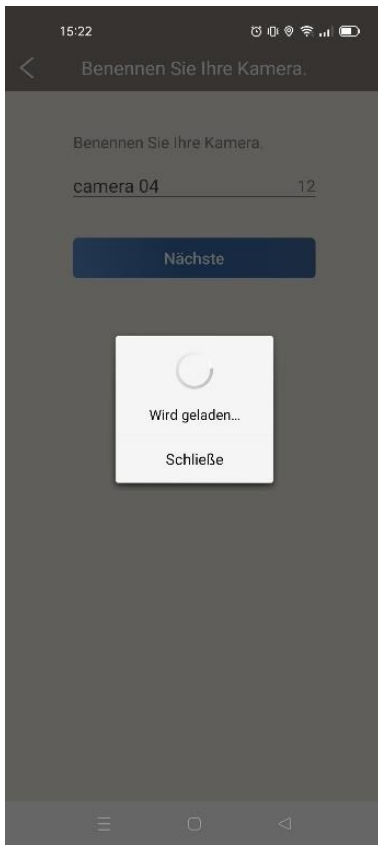 15:22
Benennen Sie Ihre Kamera.
Benennen Sie Ihre Kamera.
camera 04 12
Nächste
Wird geladen...
Schließe